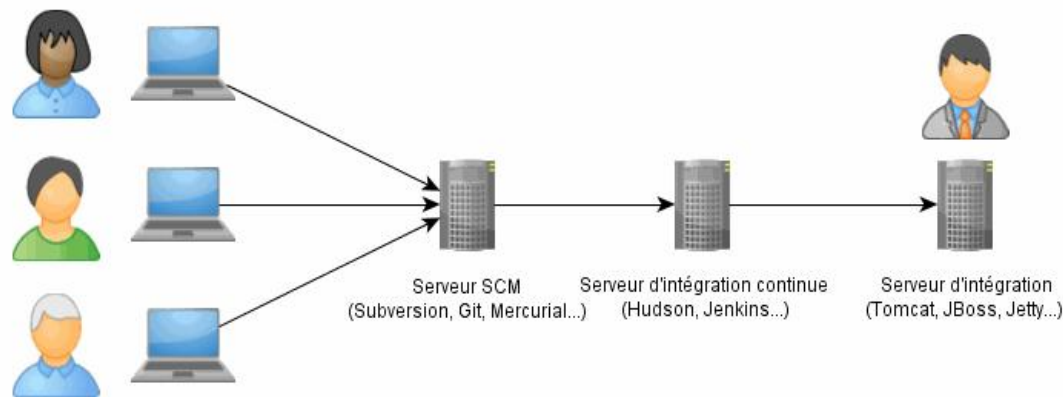 Serveur SCM
(Subversion, Git, Mercurial...)
Serveur d'intégration continue
(Hudson, Jenkins...)
Serveur d'intégration
(Tomcat, JBoss, Jetty...)